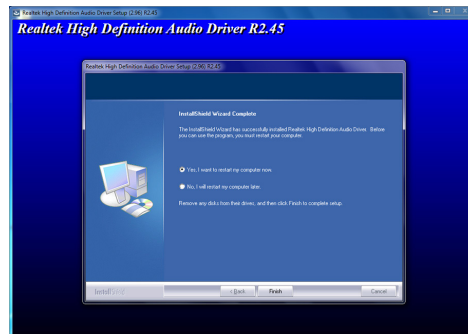 Realtek High Definition Audio Driver Setup (2.96) R2.45
Realtek High Definition Audio Driver R2.45
Realtek High Definition Audio Driver Setup (2.96) R2.45
InstallShield Wizard Complete
The InstallShield Wizard has successfully installed Realtek High Definition Audio Driver. Before
you can use the program, you must restart your computer.
Yes, I want to restart my computer now.
No, I will restart my computer later.
Remove any disks from their drives, and then click Finish to complete setup.
InstallShield
< Back
Finish
Cancel